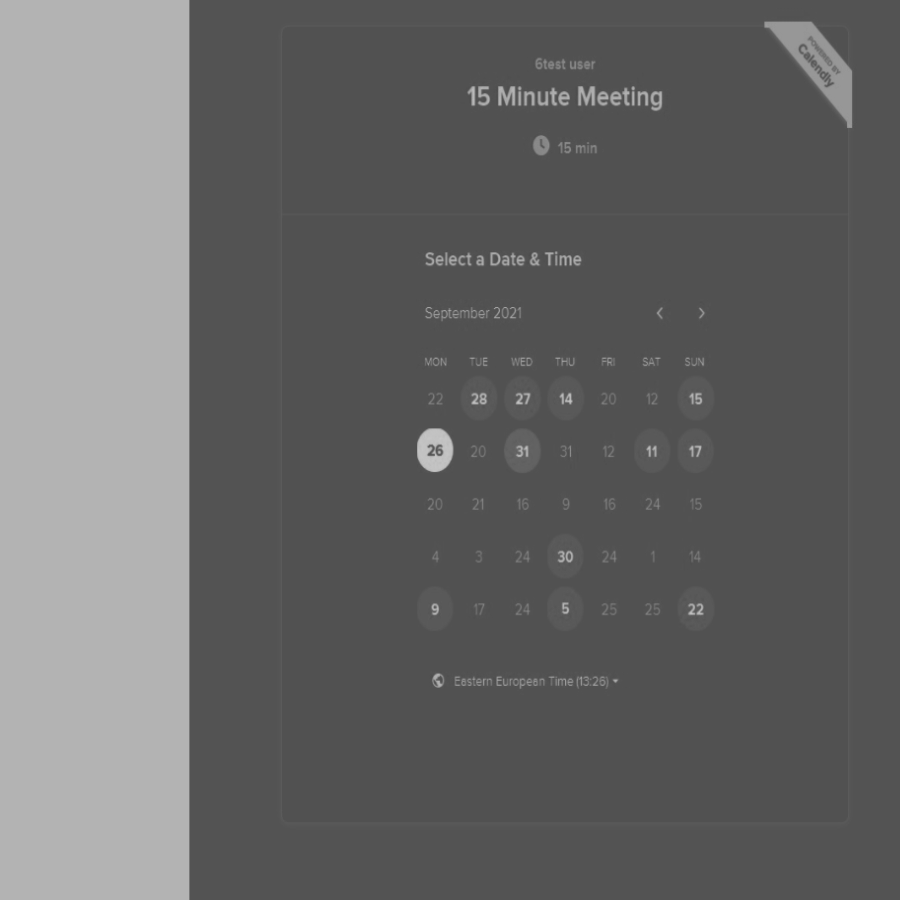 POWERED BY
Calendly
6test user
15 Minute Meeting
15 min
Select a Date & Time
September 2021
MON TUE WED THU FRI SAT SUN
22 28 27 14 20 12 15
26 20 31 31 12 11 17
20 21 16 9 16 24 15
4 3 24 30 24 1 14
9 17 24 5 25 25 22
Eastern European Time (13:26)